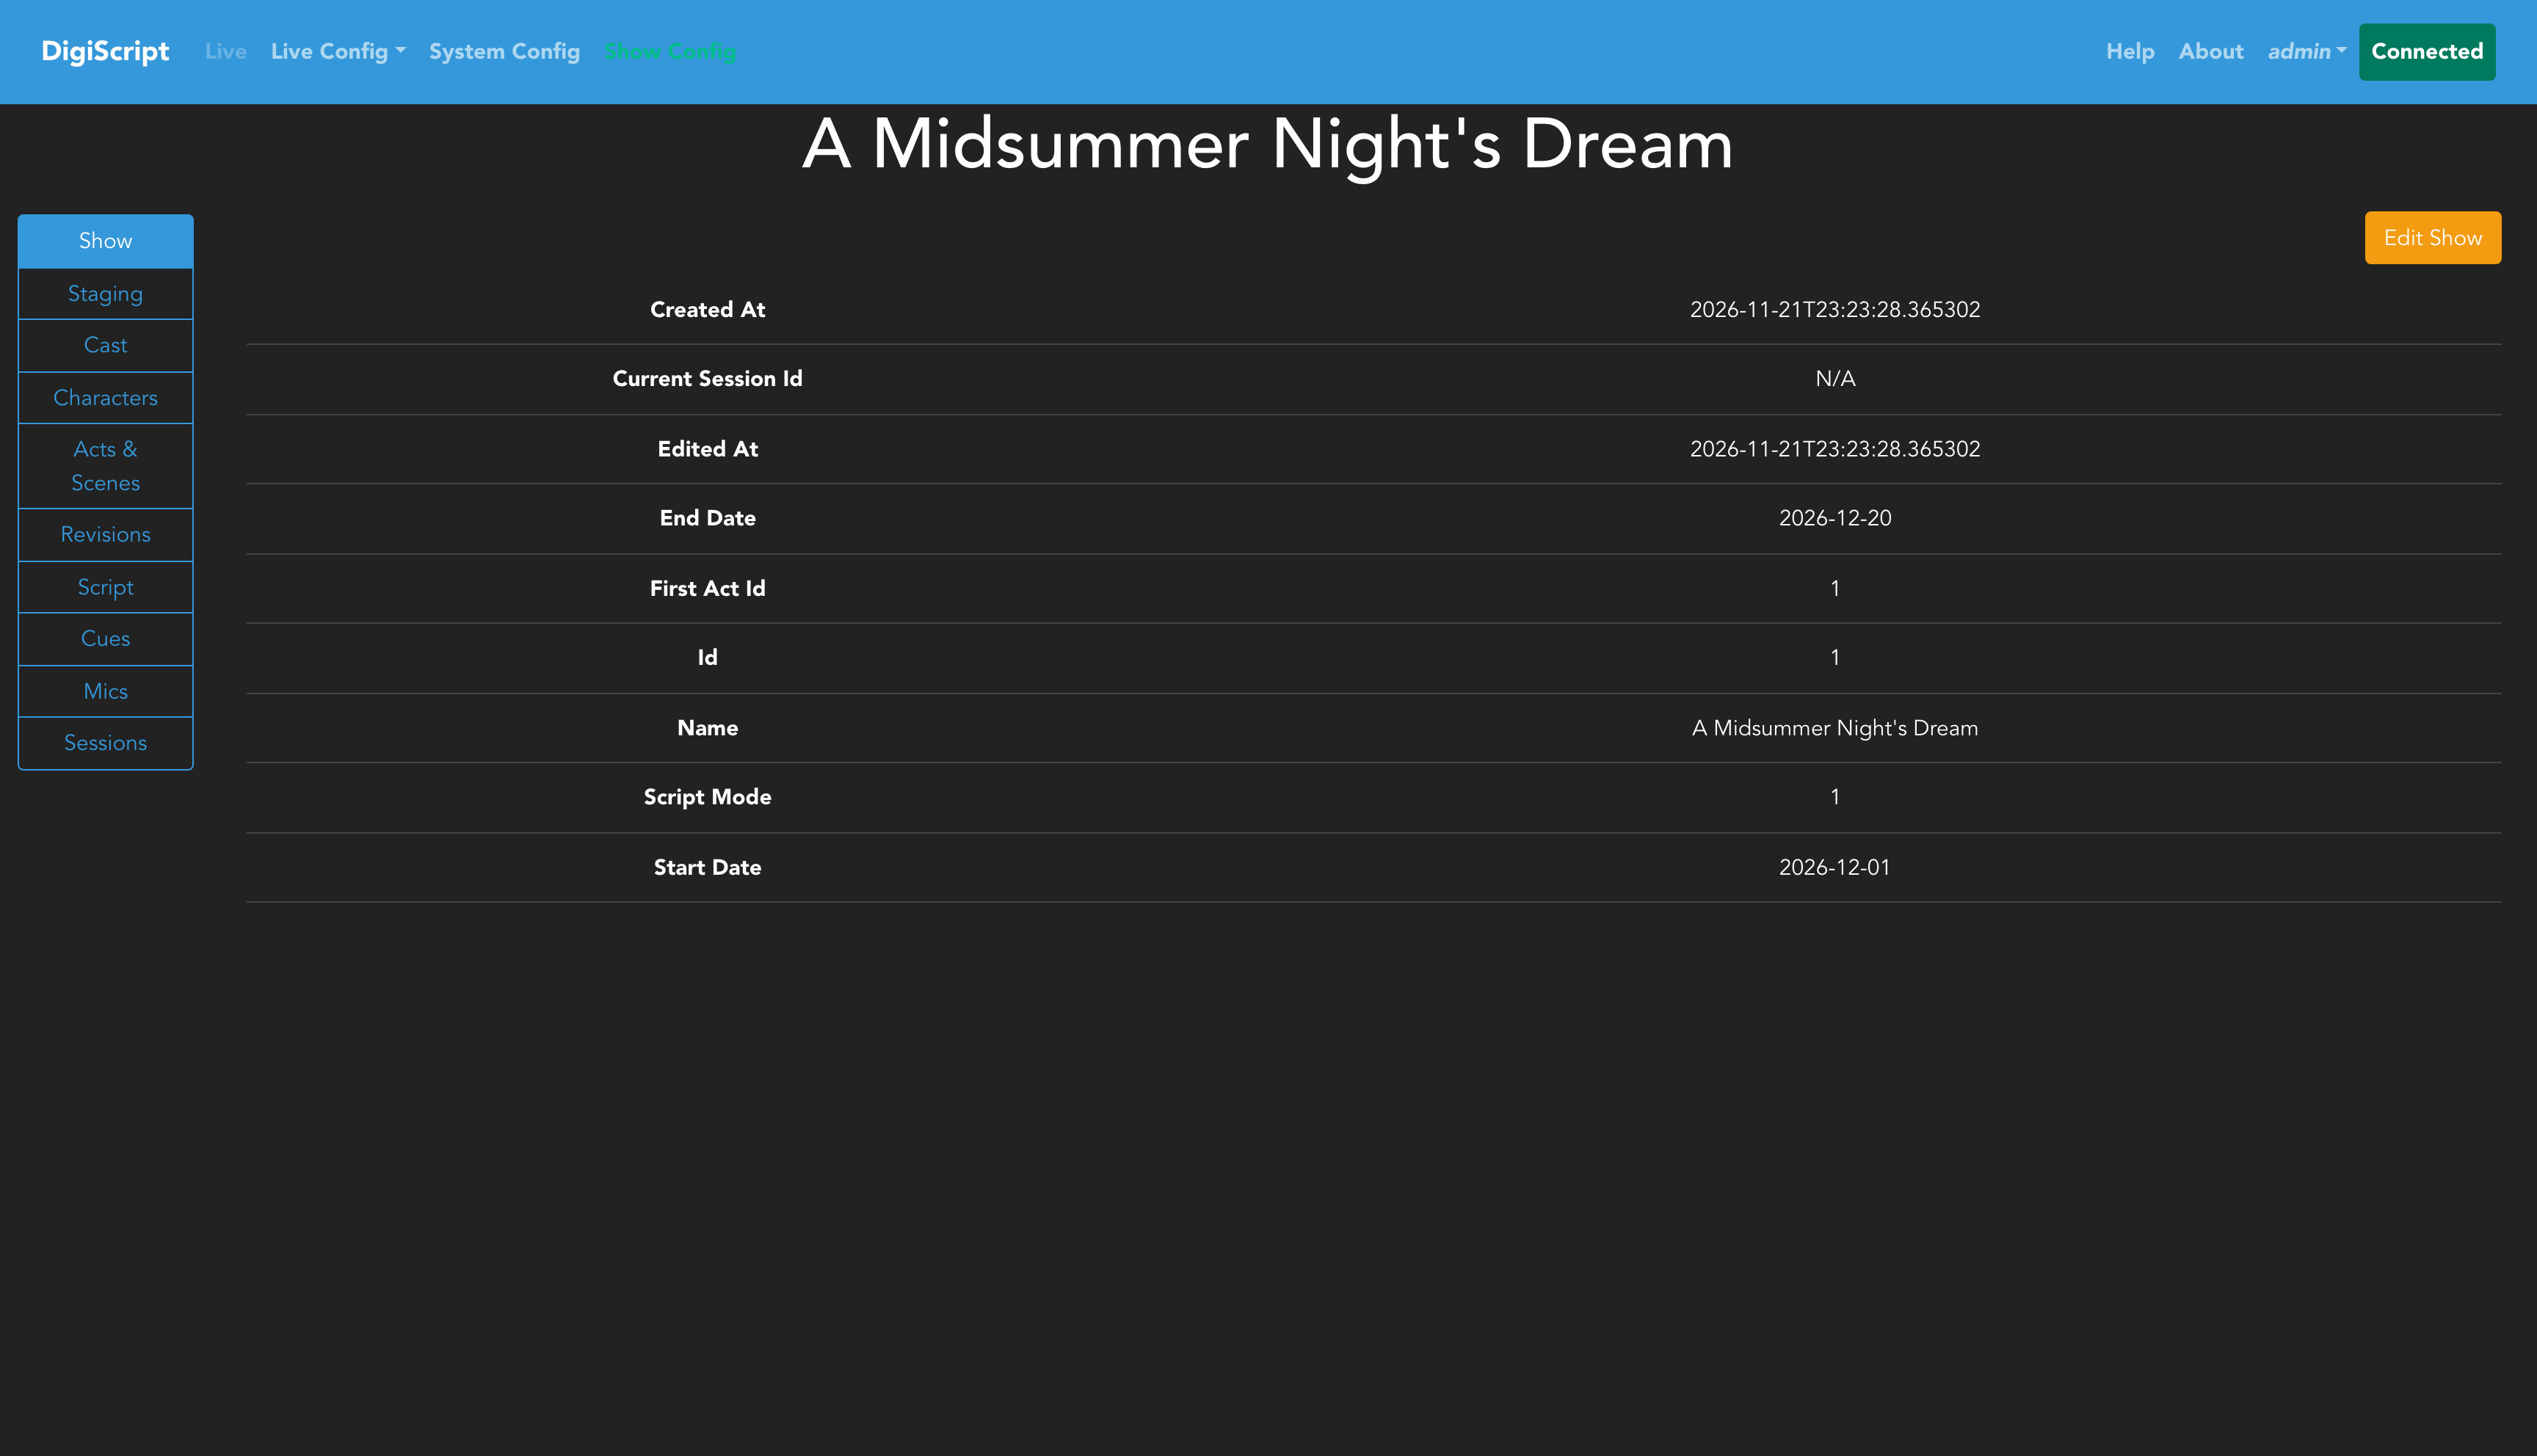 DigiScript Live Live Config System Config Show Config Help About admin Connected
A Midsummer Night's Dream
Show
Edit Show
Staging
Cast
Characters
Acts &
Scenes
Revisions
Script
Cues
Mics
Sessions
Created At 2026-11-21T23:23:28.365302
Current Session Id N/A
Edited At 2026-11-21T23:23:28.365302
End Date 2026-12-20
First Act Id 1
Id 1
Name A Midsummer Night's Dream
Script Mode 1
Start Date 2026-12-01